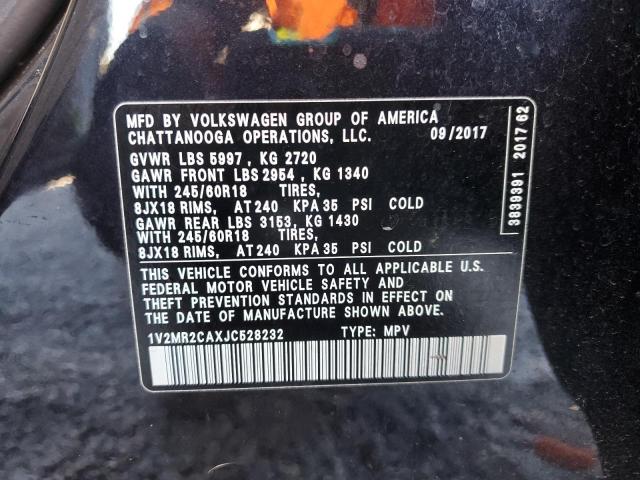 MFD BY VOLKSWAGEN GROUP OF AMERICA
CHATTANOOGA OPERATIONS, LLC. 09/2017
GVWR LBS 5997, KG 2720
GAWR FRONT LBS 2954, KG 1340
WITH 245/60R18 TIRES,
8JX18 RIMS, AT 240 KPA 35 PSI COLD
GAWR REAR LBS 3153, KG 1430
WITH 245/60R18 TIRES,
8JX18 RIMS, AT 240 KPA 35 PSI COLD
THIS VEHICLE CONFORMS TO ALL APPLICABLE U.S.
FEDERAL MOTOR VEHICLE SAFETY AND
THEFT PREVENTION STANDARDS IN EFFECT ON
THE DATE OF MANUFACTURE SHOWN ABOVE.
1V2MR2CAXJC528232 TYPE: MPV
3839391 2017 62